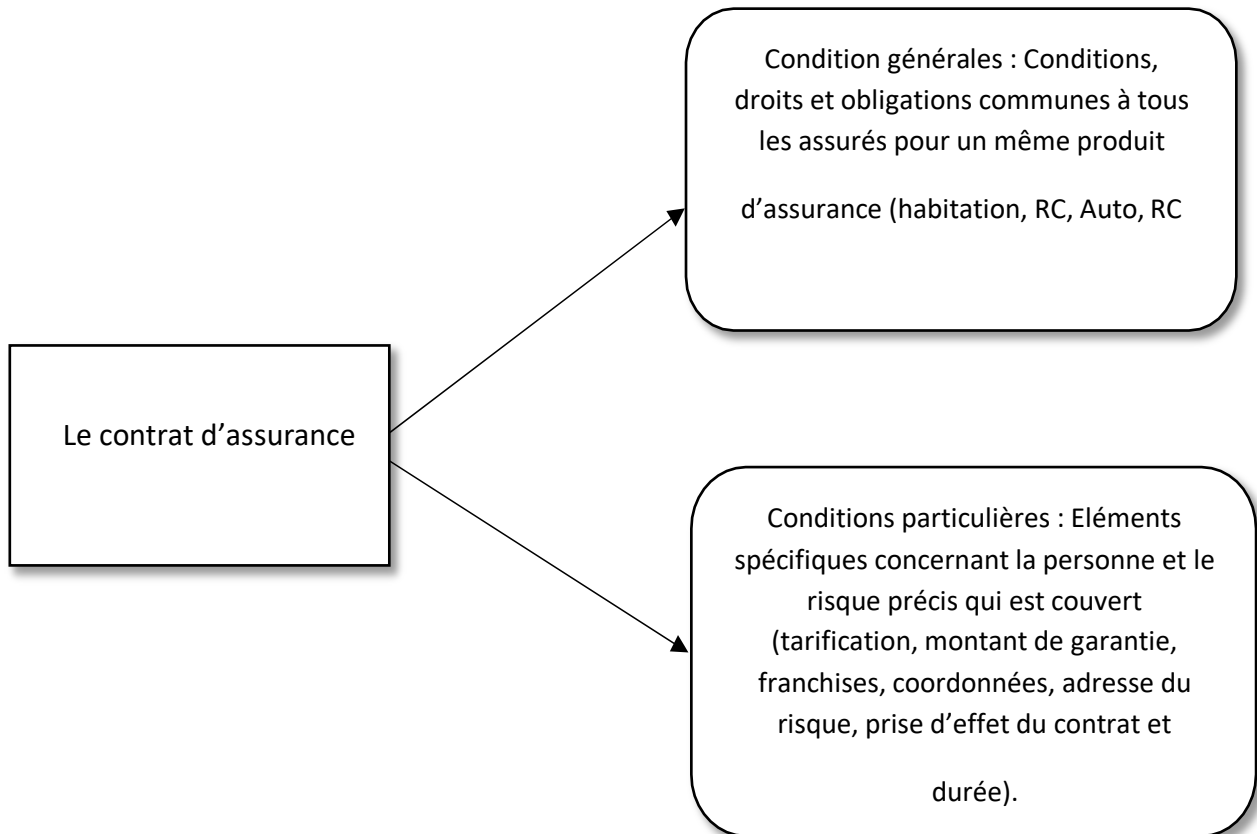 Condition générales : Conditions,
droits et obligations communes à tous
les assurés pour un même produit
d’assurance (habitation, RC, Auto, RC
Le contrat d’assurance
Conditions particulières : Eléments
spécifiques concernant la personne et le
risque précis qui est couvert
(tarification, montant de garantie,
franchises, coordonnées, adresse du
risque, prise d’effet du contrat et
durée).